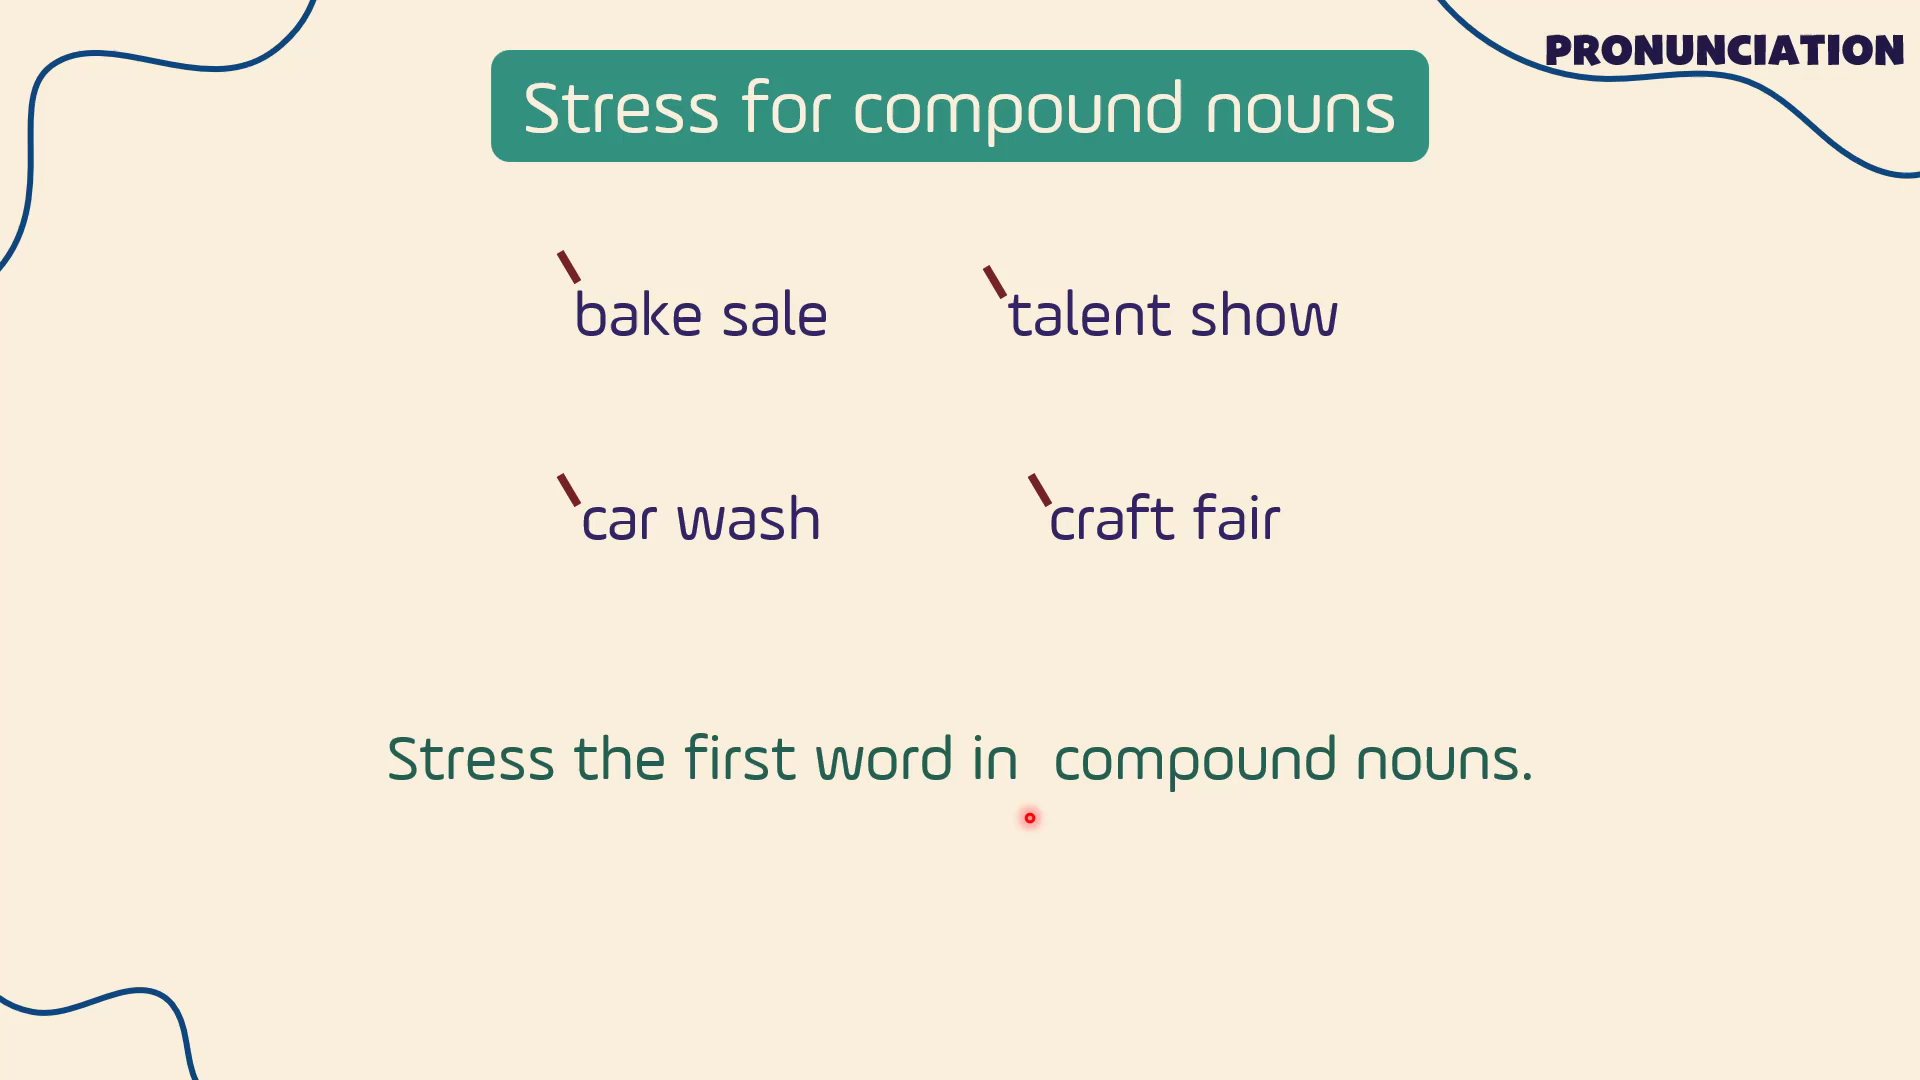 PRONUNCIATION
Stress for compound nouns
bake sale talent show
car wash craft fair
Stress the first word in compound nouns.